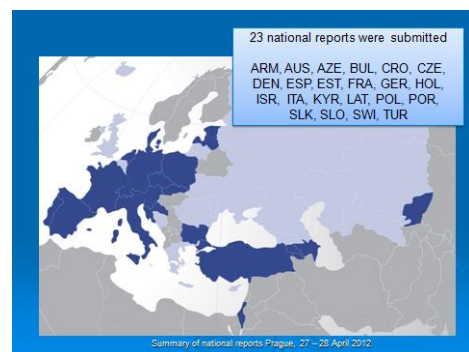 23 national reports were submitted
ARM, AUS, AZE, BUL, CRO, CZE,
DEN, ESP, EST, FRA, GER, HOL,
ISR, ITA, KYR, LAT, POL, POR,
SLK, SLO, SWI, TUR
Summary of national reports Prague, 27 – 28 April 2012